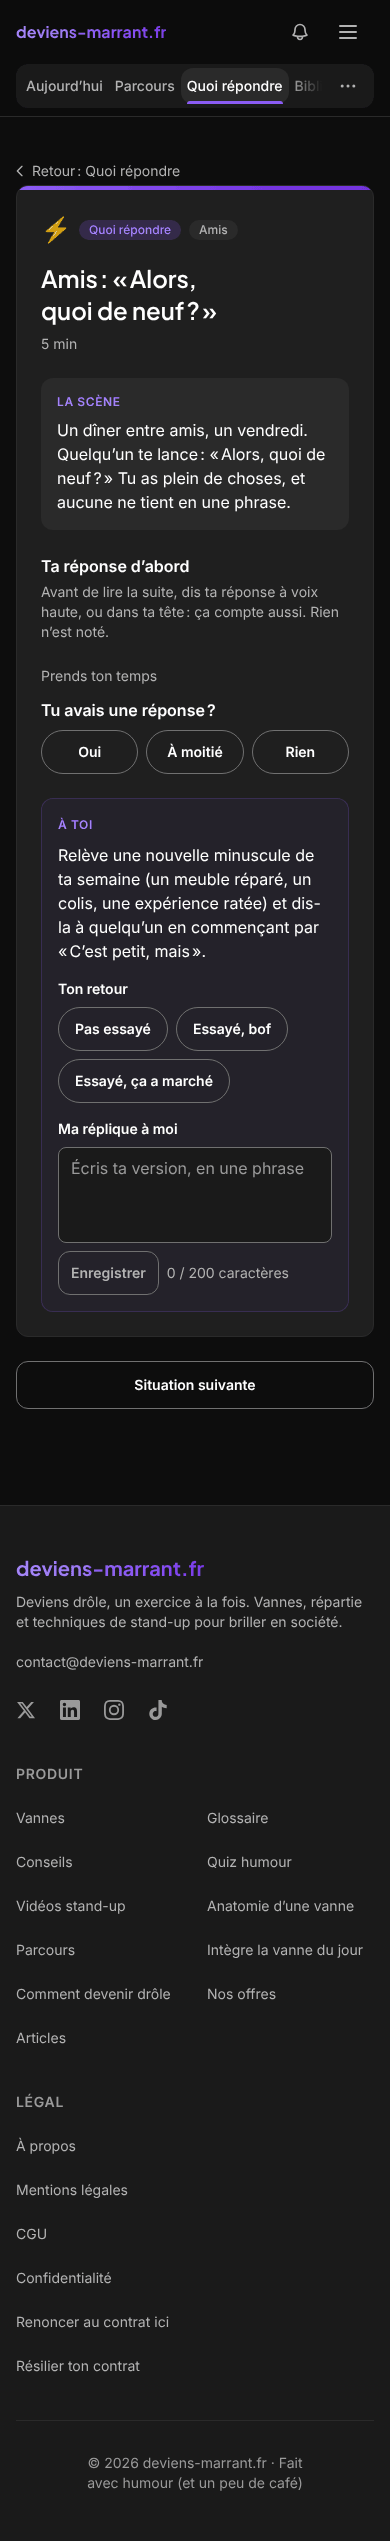 deviens-marrant.fr
Aujourd’hui Parcours Quoi répondre
Retour : Quoi répondre
Quoi répondre Amis
Amis : « Alors,
quoi de neuf ? »
5 min
LA SCÈNE
Un dîner entre amis, un vendredi.
Quelqu’un te lance : « Alors, quoi de
neuf ? » Tu as plein de choses, et
aucune ne tient en une phrase.
Ta réponse d’abord
Avant de lire la suite, dis ta réponse à voix
haute, ou dans ta tête : ça compte aussi. Rien
n’est noté.
Prends ton temps
Tu avais une réponse ?
Oui À moitié Rien
À TOI
Relève une nouvelle minuscule de
ta semaine (un meuble réparé, un
colis, une expérience ratée) et dis-
la à quelqu’un en commençant par
« C’est petit, mais ».
Ton retour
Pas essayé Essayé, bof
Essayé, ça a marché
Ma réplique à moi
Écris ta version, en une phrase
Enregistrer 0 / 200 caractères
Situation suivante
deviens-marrant.fr
Deviens drôle, un exercice à la fois. Vannes, répartie
et techniques de stand-up pour briller en société.
contact@deviens-marrant.fr
PRODUIT
Vannes Glossaire
Conseils Quiz humour
Vidéos stand-up Anatomie d’une vanne
Parcours Intègre la vanne du jour
Comment devenir drôle Nos offres
Articles
LÉGAL
À propos
Mentions légales
CGU
Confidentialité
Renoncer au contrat ici
Résilier ton contrat
© 2026 deviens-marrant.fr · Fait
avec humour (et un peu de café)